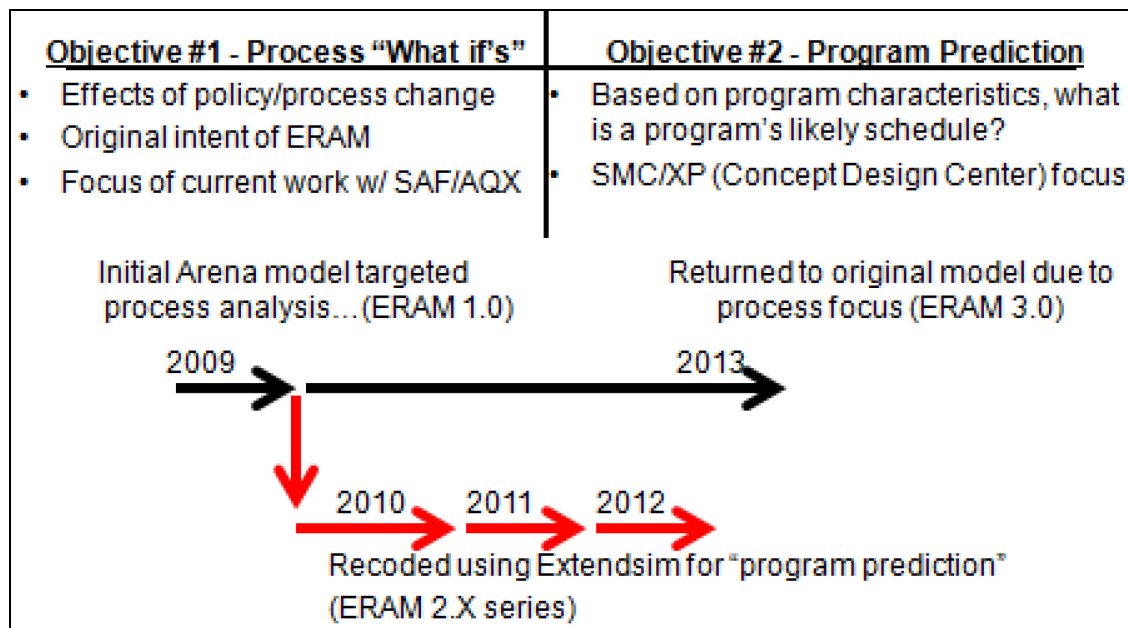 Objective #1 - Process “What if’s”
• Effects of policy/process change
• Original intent of ERAM
• Focus of current work w/ SAF/AQX
Objective #2 - Program Prediction
• Based on program characteristics, what
is a program’s likely schedule?
• SMC/XP (Concept Design Center) focus
Initial Arena model targeted
process analysis…(ERAM 1.0)
Returned to original model due to
process focus (ERAM 3.0)
2009
2013
2010
2011
2012
Recoded using Extendsim for “program prediction”
(ERAM 2.X series)